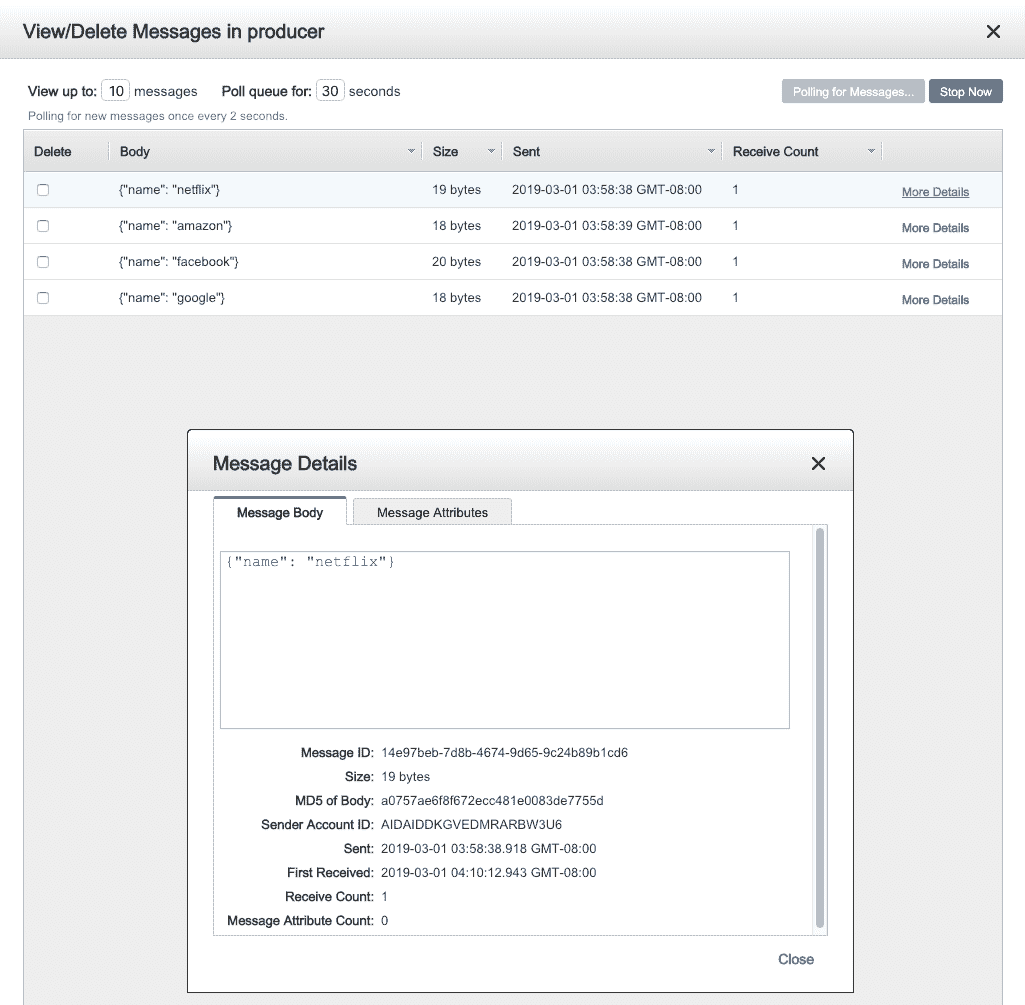 View/Delete Messages in producer
View up to: 10 messages Poll queue for: 30 seconds Polling for Messages... Stop Now
Polling for new messages once every 2 seconds.
Delete Body Size Sent Receive Count
{"name": "netflix"} 19 bytes 2019-03-01 03:58:38 GMT-08:00 1 More Details
{"name": "amazon"} 18 bytes 2019-03-01 03:58:39 GMT-08:00 1 More Details
{"name": "facebook"} 20 bytes 2019-03-01 03:58:38 GMT-08:00 1 More Details
{"name": "google"} 18 bytes 2019-03-01 03:58:38 GMT-08:00 1 More Details
Message Details
Message Body Message Attributes
{"name": "netflix"}
Message ID: 14e97beb-7d8b-4674-9d65-9c24b89b1cd6
Size: 19 bytes
MD5 of Body: a0757ae6f8f672ecc481e0083de7755d
Sender Account ID: AIDAIDDKGVEDMRARBW3U6
Sent: 2019-03-01 03:58:38.918 GMT-08:00
First Received: 2019-03-01 04:10:12.943 GMT-08:00
Receive Count: 1
Message Attribute Count: 0
Close